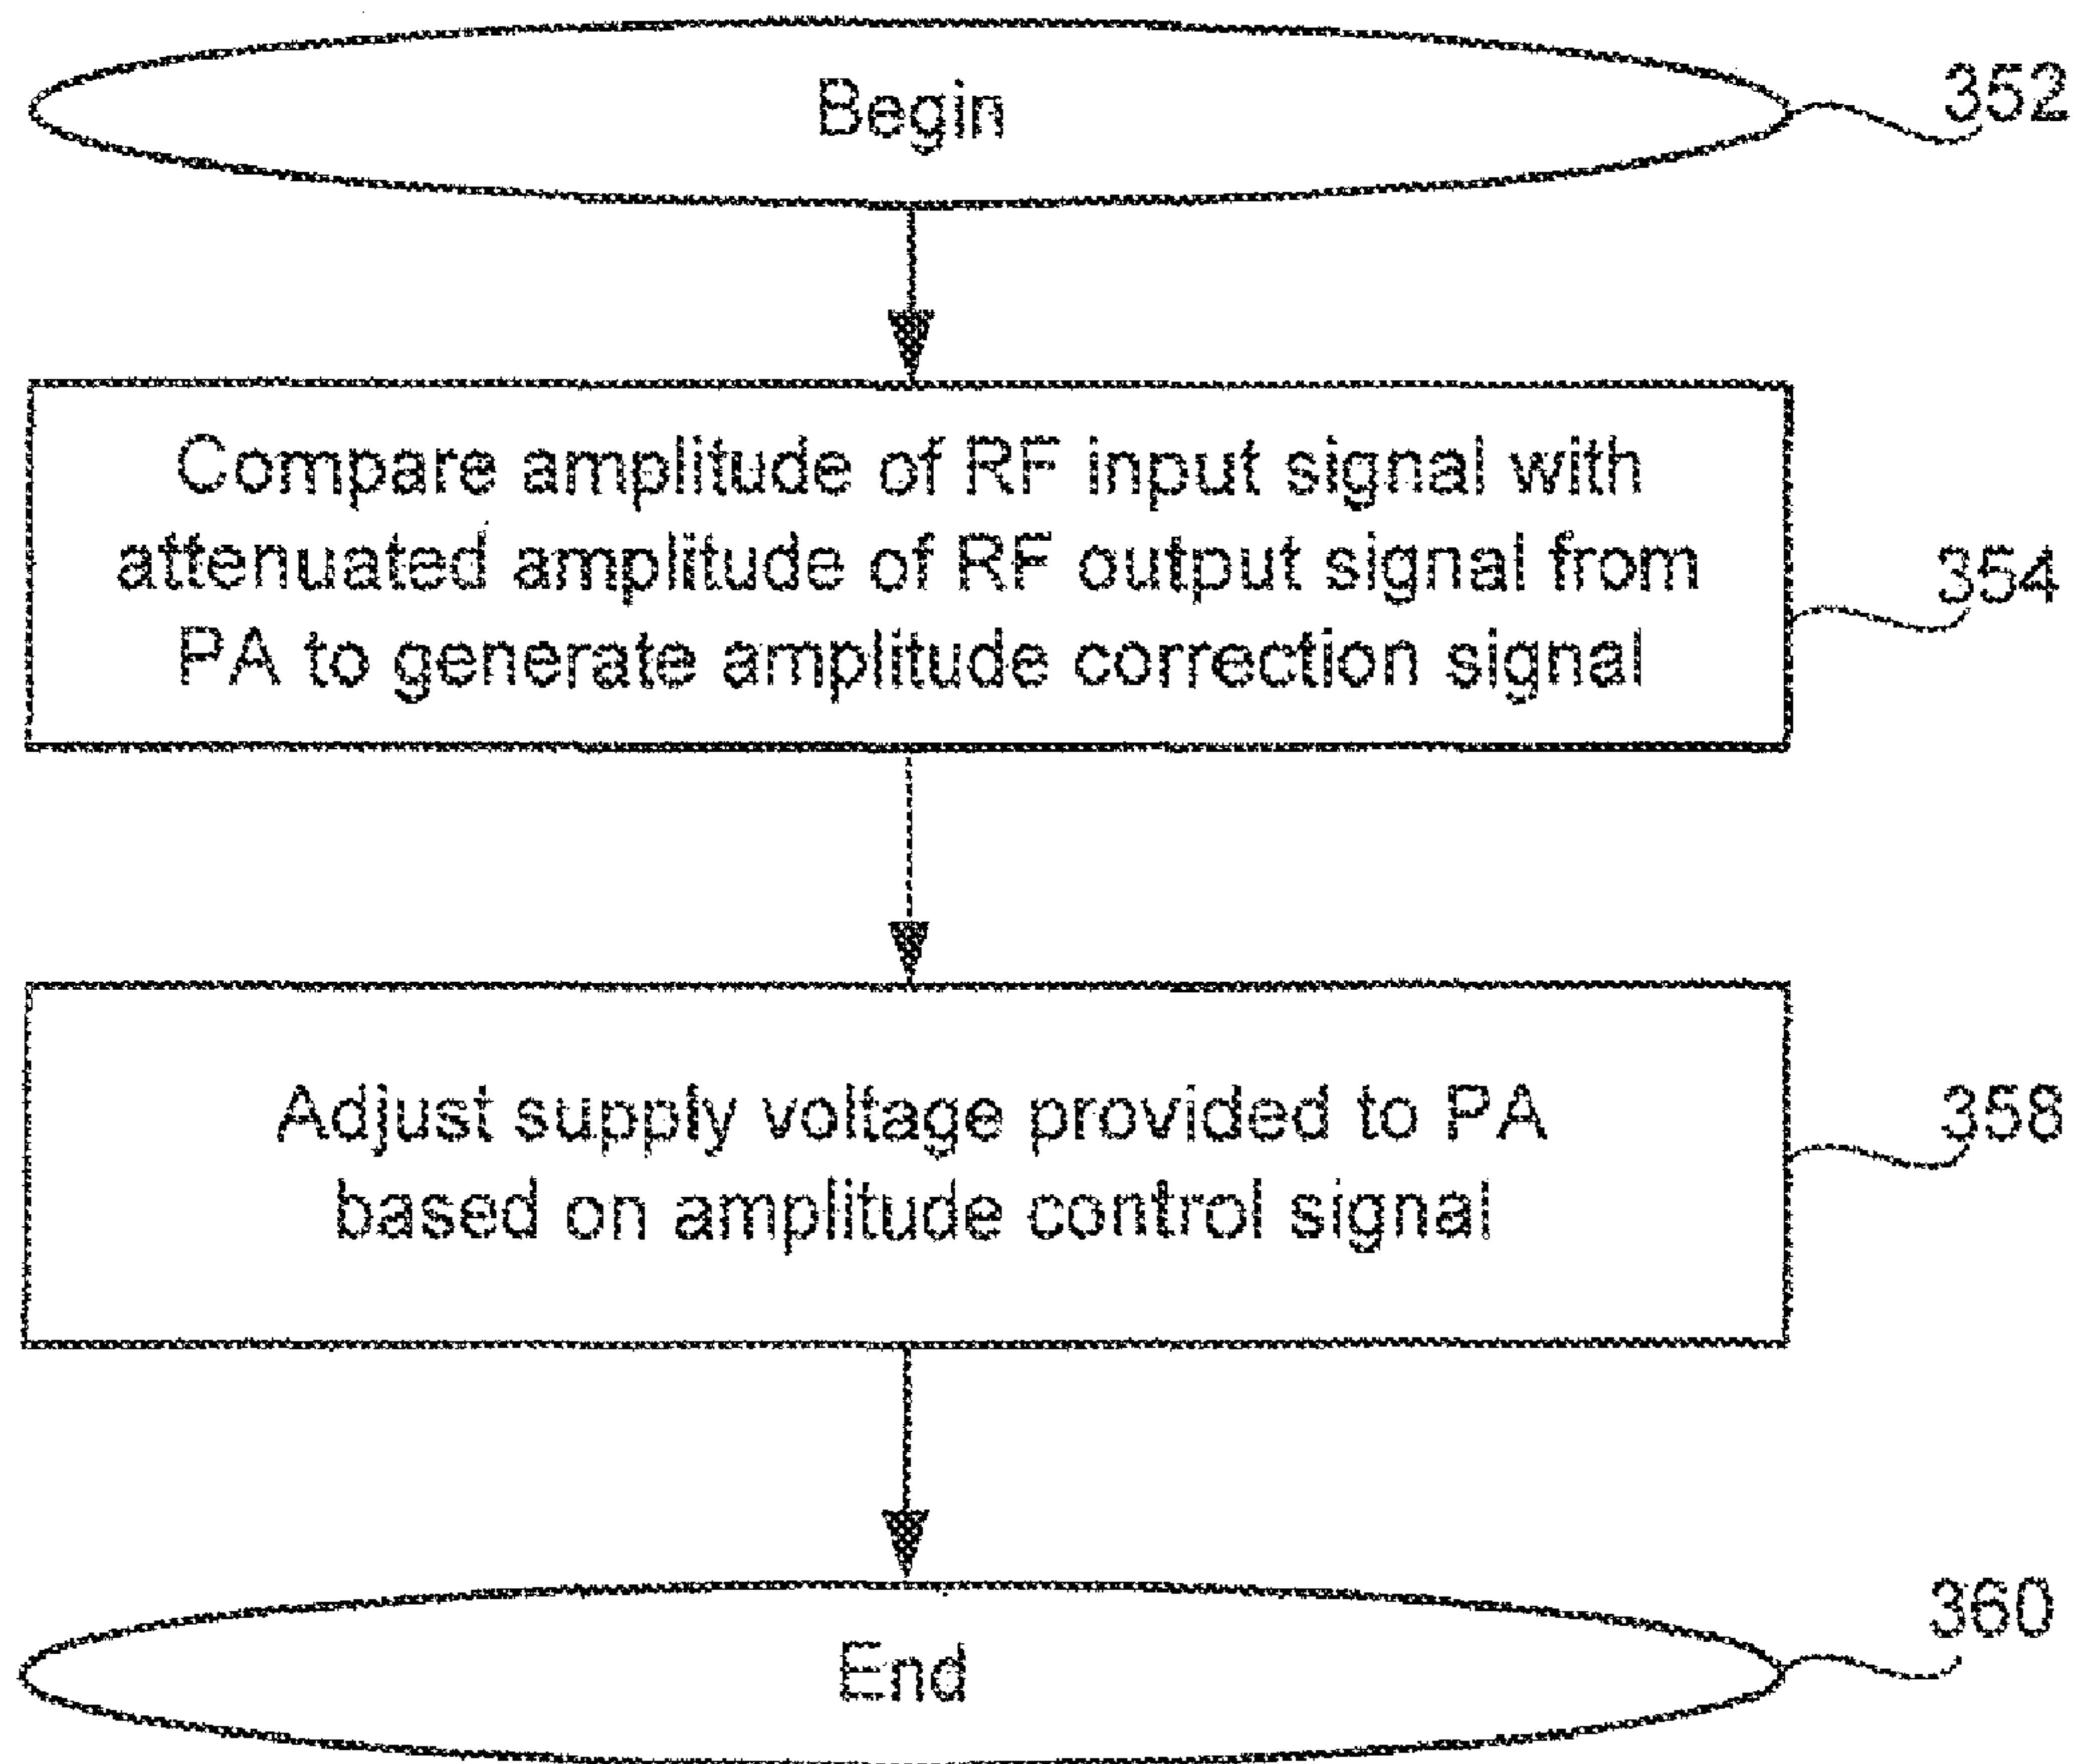 Begin
352
Compare amplitude of RF input signal with
attenuated amplitude of RF output signal from
PA to generate amplitude correction signal
354
Adjust supply voltage provided to PA
based on amplitude control signal
358
End
360